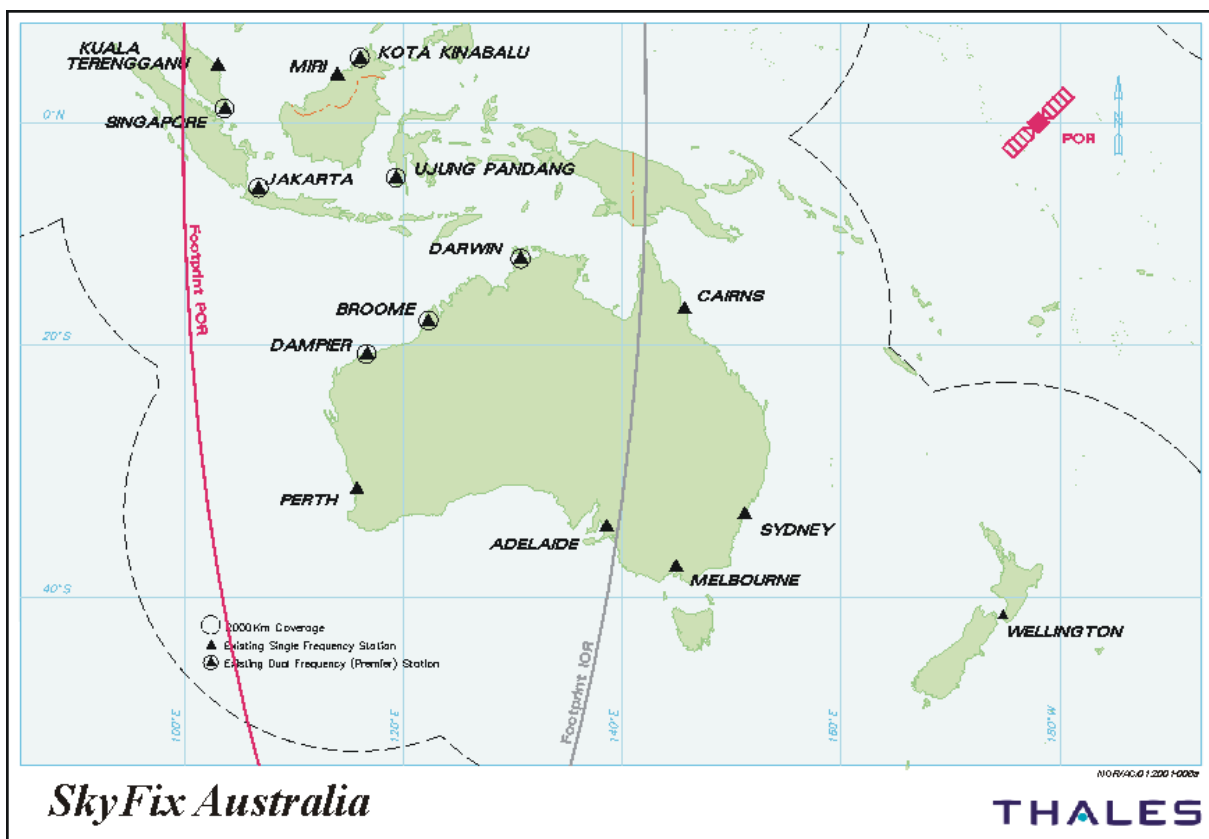 KUALA
TERENGGANU
MIRI
KOTA KINABALU
0°N
SINGAPORE
POR
JAKARTA
UJUNG PANDANG
Footprint POR
DARWIN
CAIRNS
BROOME
20°S
DAMPIER
PERTH
SYDNEY
ADELAIDE
MELBOURNE
40°S
2000Km Coverage
WELLINGTON
Existing Single Frequency Station
Existing Dual Frequency (Premier) Station
Footprint IOR
100°E
120°E
140°E
160°E
180°W
SkyFix Australia
THALES